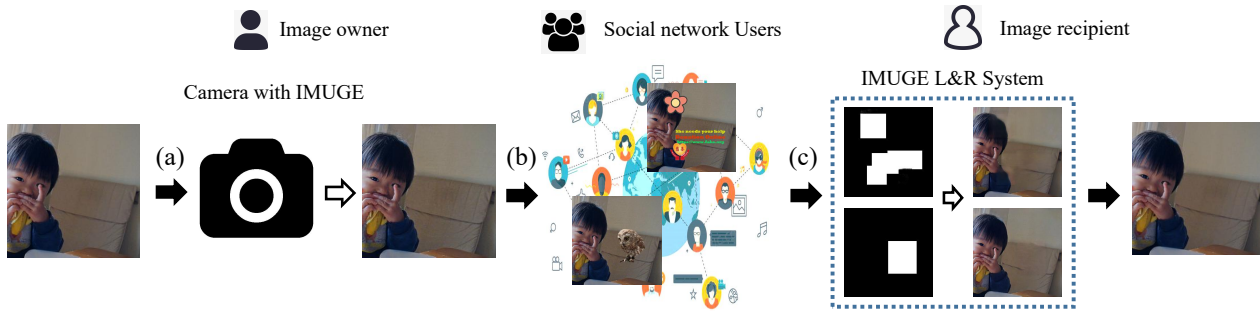 Image owner
Social network Users
Image recipient
Camera with IMUGE
IMUGE L&R System
(a)
(b)
(c)
She needs your help